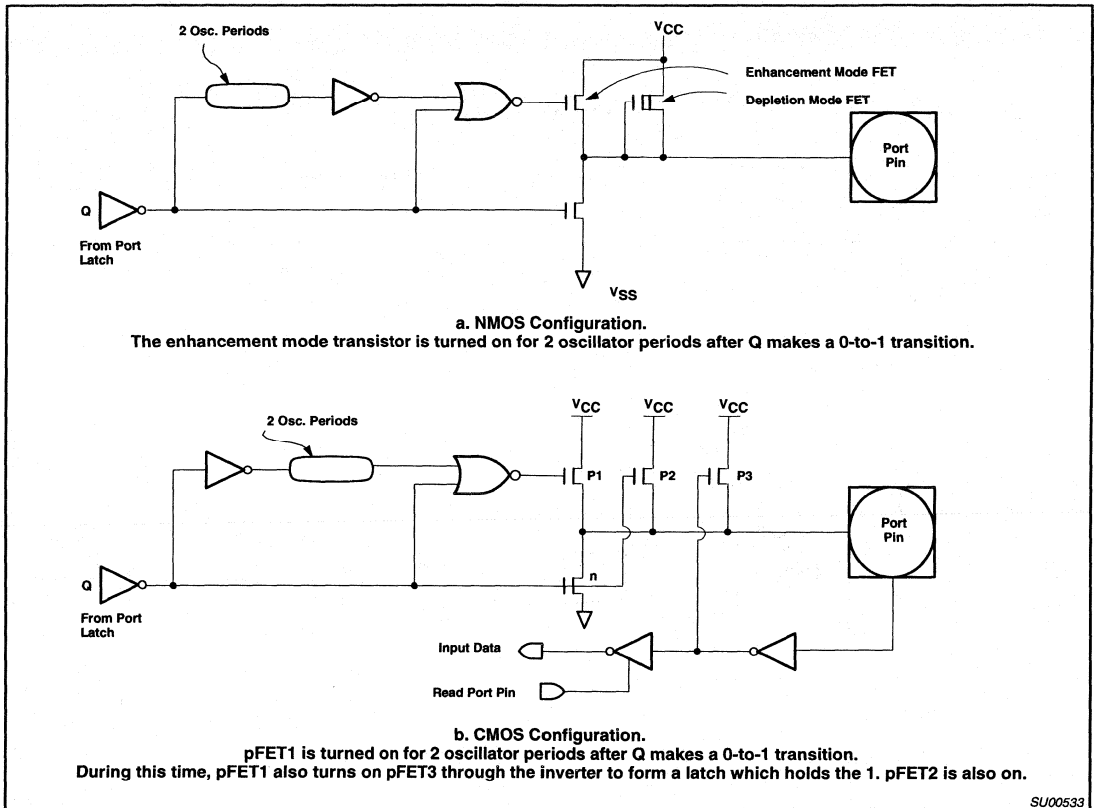 2 Osc. Periods
VCC
Enhancement Mode FET
Depletion Mode FET
Port
Pin
Q
From Port
Latch
VSS
a. NMOS Configuration.
The enhancement mode transistor is turned on for 2 oscillator periods after Q makes a 0-to-1 transition.
2 Osc. Periods
VCC
VCC
VCC
P1
P2
P3
Port
Pin
Q
n
From Port
Latch
Input Data
Read Port Pin
b. CMOS Configuration.
pFET1 is turned on for 2 oscillator periods after Q makes a 0-to-1 transition.
During this time, pFET1 also turns on pFET3 through the inverter to form a latch which holds the 1. pFET2 is also on.
SU00533